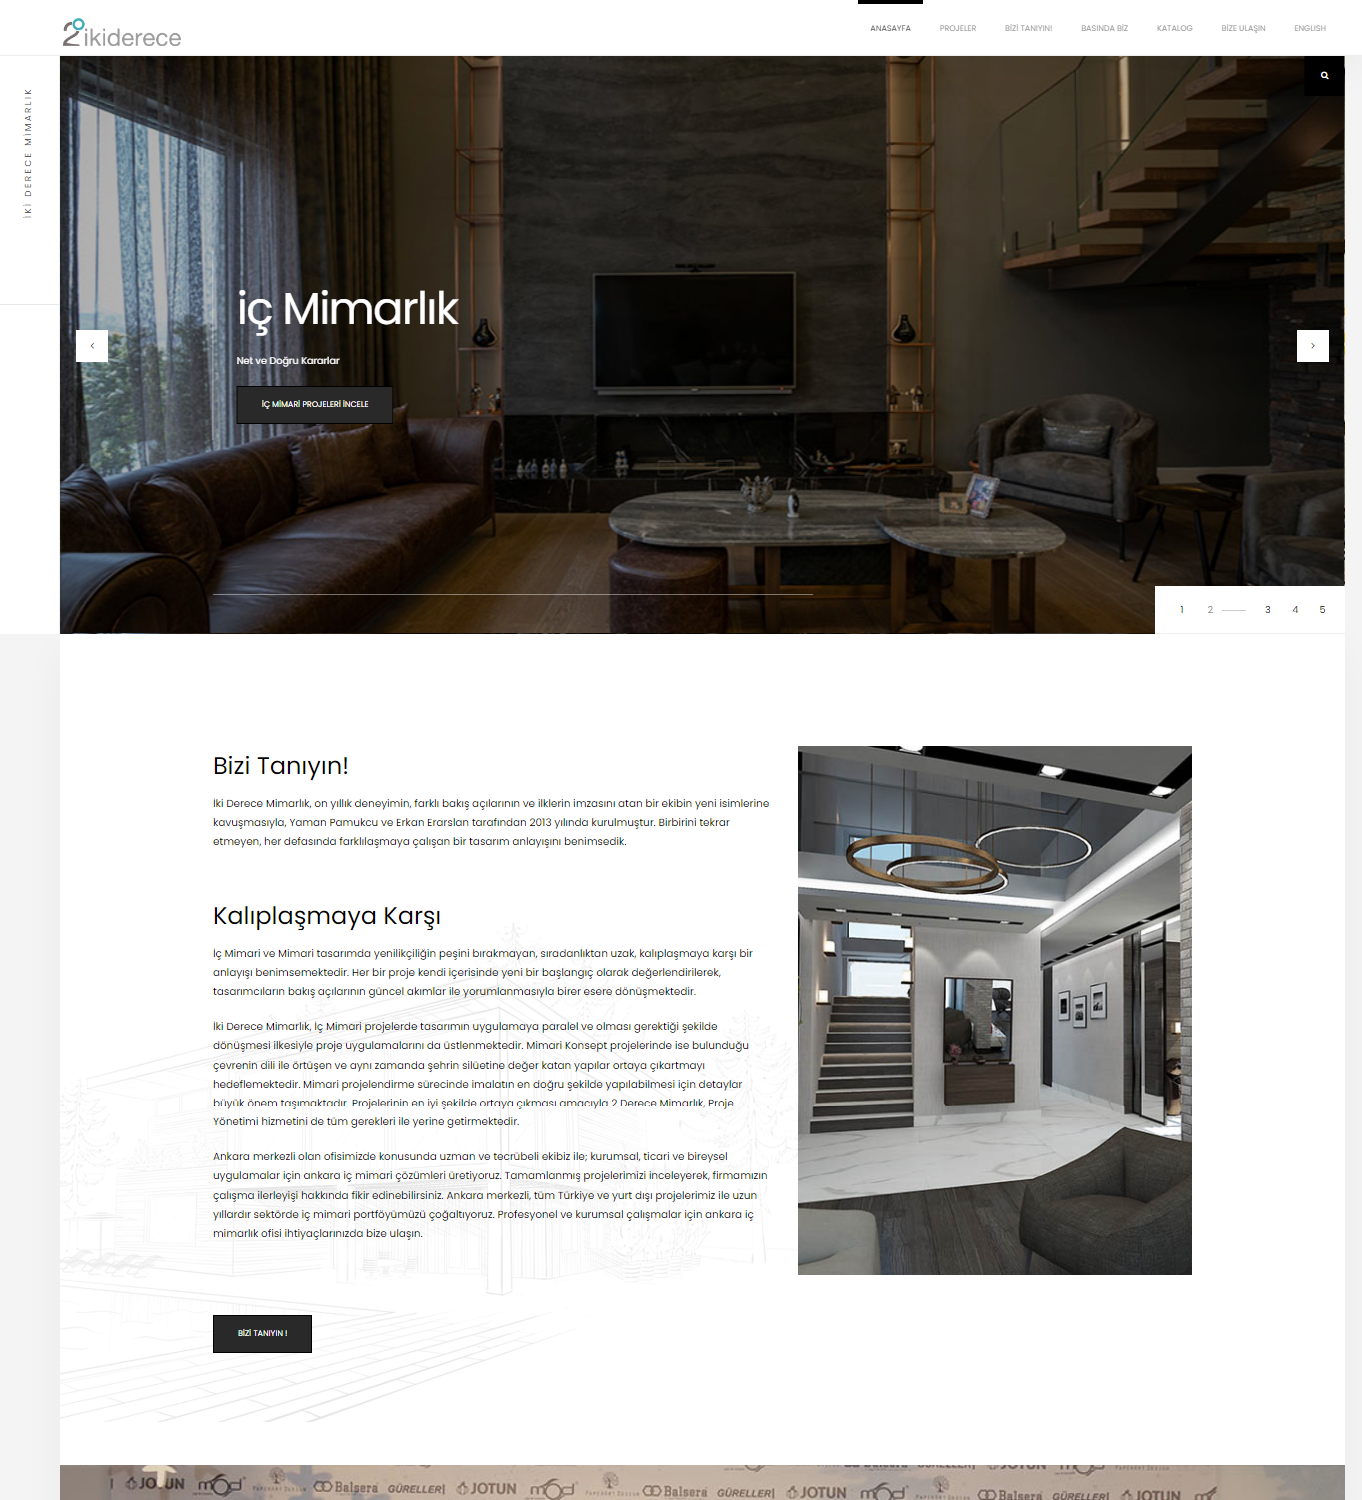 ikiderece
ANASAYFA PROJELER BİZİ TANIYIN! BASINDA BİZ KATALOG BİZE ULAŞIN ENGLISH
İKİ DERECE MİMARLIK
iç Mimarlık
Net ve Doğru Kararlar
İÇ MİMARİ PROJELERİ İNCELE
1 2 3 4 5
Bizi Tanıyın!
İki Derece Mimarlık, on yıllık deneyimin, farklı bakış açılarının ve ilklerin imzasını atan bir ekibin yeni isimlerine
kavuşmasıyla, Yaman Pamukcu ve Erkan Erarslan tarafından 2013 yılında kurulmuştur. Birbirini tekrar
etmeyen, her defasında farklılaşmaya çalışan bir tasarım anlayışını benimsedik.
Kalıplaşmaya Karşı
İç Mimari ve Mimari tasarımda yenilikçiliğin peşini bırakmayan, sıradanlıktan uzak, kalıplaşmaya karşı bir
anlayışı benimsemektedir. Her bir proje kendi içerisinde yeni bir başlangıç olarak değerlendirilerek,
tasarımcıların bakış açılarının güncel akımlar ile yorumlanmasıyla birer esere dönüşmektedir.
İki Derece Mimarlık, İç Mimari projelerde tasarımın uygulamaya paralel ve olması gerektiği şekilde
dönüşmesi ilkesiyle proje uygulamalarını da üstlenmektedir. Mimari Konsept projelerinde ise bulunduğu
çevrenin dili ile örtüşen ve aynı zamanda şehrin silüetine değer katan yapılar ortaya çıkartmayı
hedeflemektedir. Mimari projelendirme sürecinde imalatın en doğru şekilde yapılabilmesi için detaylar
büyük önem taşımaktadır. Projelerinin en iyi şekilde ortaya çıkması amacıyla 2 Derece Mimarlık, Proje
Yönetimi hizmetini de tüm gerekleri ile yerine getirmektedir.
Ankara merkezli olan ofisimizde konusunda uzman ve tecrübeli ekibiz ile; kurumsal, ticari ve bireysel
uygulamalar için ankara iç mimari çözümleri üretiyoruz. Tamamlanmış projelerimizi inceleyerek, firmamızın
çalışma ilerleyişi hakkında fikir edinebilirsiniz. Ankara merkezli, tüm Türkiye ve yurt dışı projelerimiz ile uzun
yıllardır sektörde iç mimari portföyümüzü çoğaltıyoruz. Profesyonel ve kurumsal çalışmalar için ankara iç
mimarlık ofisi ihtiyaçlarınızda bize ulaşın.
BİZİ TANIYIN !
JOTUN mod Balsera GÜRELLER JOTUN mod Balsera GÜRELLER JOTUN mod Balsera GÜRELLER JOTUN